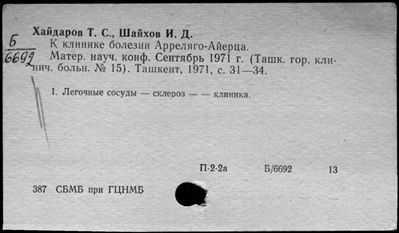 Хайдаров Т. С., Шайхов И. Д.
Б
6692
К клинике болезни Арреляго-Айерца.
Матер. науч. конф. Сентябрь 1971 г. (Ташк. гор. кли-
нич. больн. № 15). Ташкент, 1971, с. 31—34.
1. Легочные сосуды — склероз — — клиника.
П-2-2а Б/6692 13
387 СБМБ при ГЦНМБ